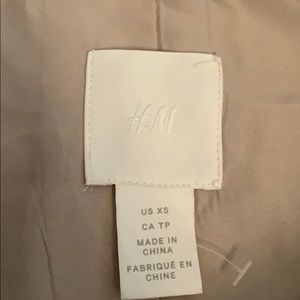 H&M
US XS
CA TP
MADE IN
CHINA
FABRIQUÉ EN
CHINE